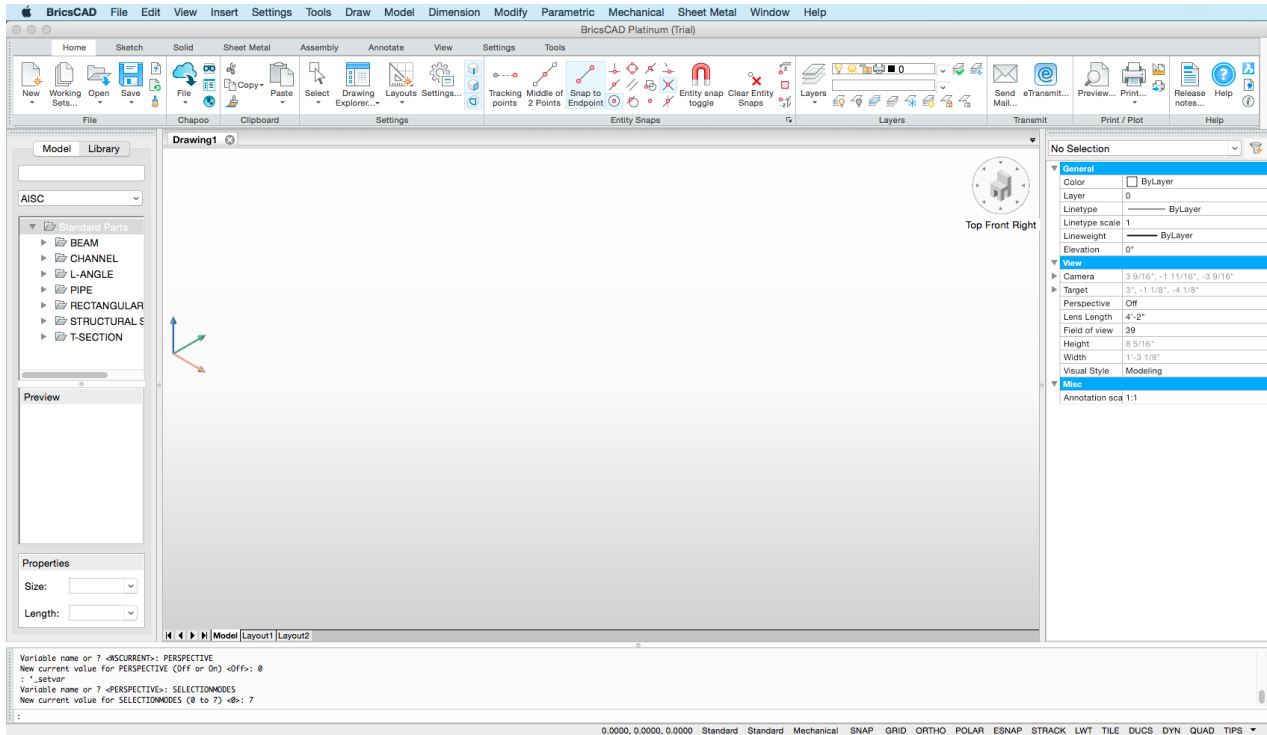 BricsCAD File Edit View Insert Settings Tools Draw Model Dimension Modify Parametric Mechanical Sheet Metal Window Help
BricsCAD Platinum (Trial)
Home Sketch Solid Sheet Metal Assembly Annotate View Settings Tools
New Working Sets... Open Save
File
File
Chapoo
Copy Paste
Clipboard
Select Drawing Explorer... Layouts Settings...
Settings
Tracking points Middle of 2 Points Snap to Endpoint Entity snap toggle Clear Entity Snaps
Entity Snaps
Layers 0
Layers
Send Mail... eTransmit...
Transmit
Preview... Print...
Print / Plot
Release notes... Help
Help
Model Library
AISC
Standard Parts
BEAM
CHANNEL
L-ANGLE
PIPE
RECTANGULAR
STRUCTURAL S
T-SECTION
Preview
Properties
Size:
Length:
Drawing1
Top Front Right
Model Layout1 Layout2
No Selection
General
Color ByLayer
Layer 0
Linetype ByLayer
Linetype scale 1
Lineweight ByLayer
Elevation 0"
View
Camera 3 9/16", -1 11/16", -3 9/16"
Target 3", -1 1/8", -4 1/8"
Perspective Off
Lens Length 4'-2"
Field of view 39
Height 8 5/16"
Width 1'-3 1/8"
Visual Style Modeling
Misc
Annotation sca 1:1
Variable name or ? <WSCURRENT>: PERSPECTIVE
New current value for PERSPECTIVE (Off or On) <Off>: 0
: '_setvar
Variable name or ? <PERSPECTIVE>: SELECTIONMODES
New current value for SELECTIONMODES (0 to 7) <0>: 7
:
0.0000, 0.0000, 0.0000 Standard Standard Mechanical SNAP GRID ORTHO POLAR ESNAP STRACK LWT TILE DUCS DYN QUAD TIPS